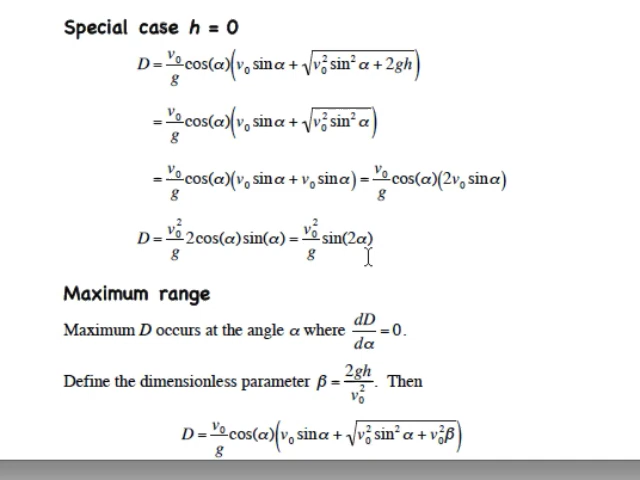 Special case h = 0
D = v₀/g cos(α)(v₀ sin α + √(v₀² sin² α + 2gh))
= v₀/g cos(α)(v₀ sin α + √(v₀² sin² α))
= v₀/g cos(α)(v₀ sin α + v₀ sin α) = v₀/g cos(α)(2v₀ sin α)
D = v₀²/g 2cos(α)sin(α) = v₀²/g sin(2α)
Maximum range
Maximum D occurs at the angle α where dD/dα = 0.
Define the dimensionless parameter β = 2gh/v₀². Then
D = v₀/g cos(α)(v₀ sin α + √(v₀² sin² α + v₀²β))